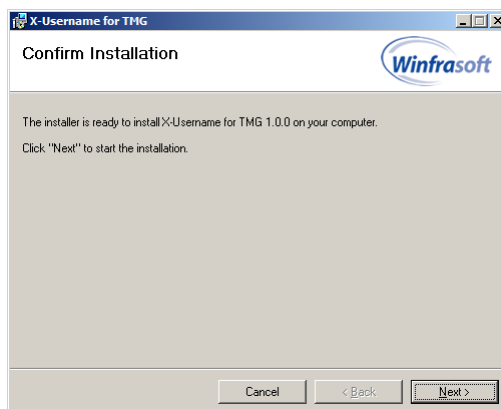 X-Username for TMG
Confirm Installation
Winfrasoft
The installer is ready to install X-Username for TMG 1.0.0 on your computer.
Click "Next" to start the installation.
Cancel
< Back
Next >